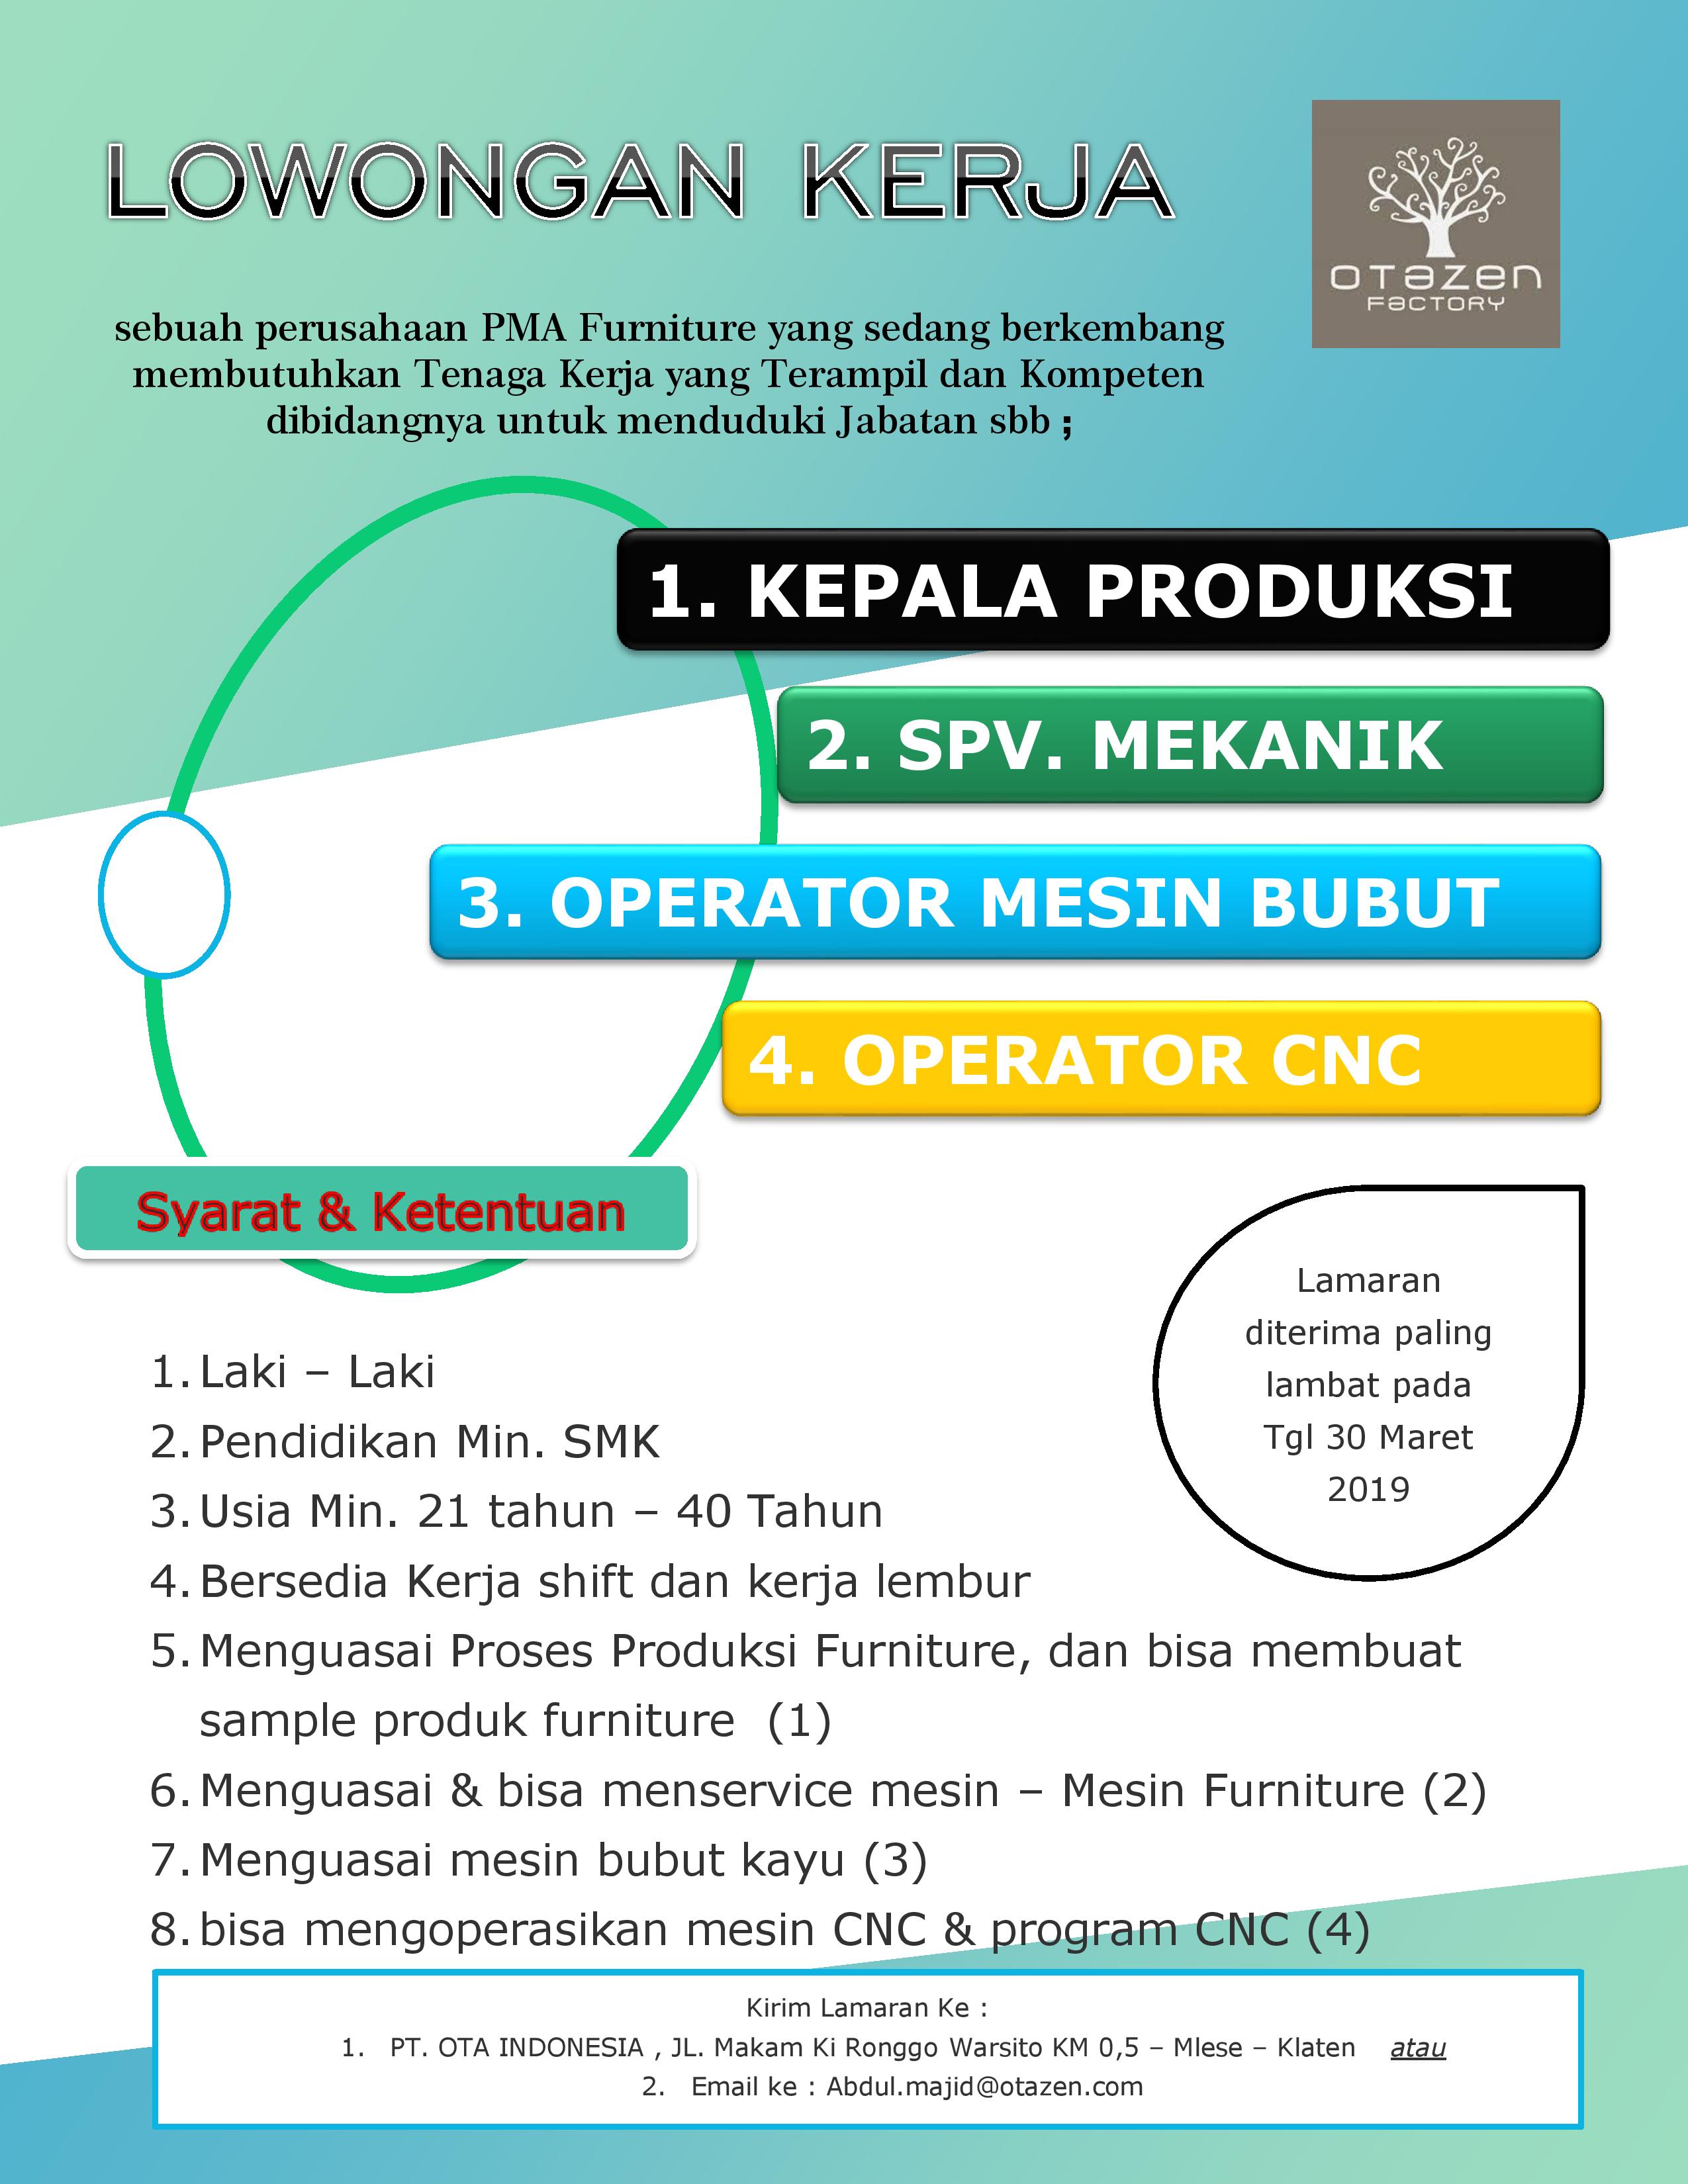 LOWONGAN KERJA
OTAZEN
FACTORY
sebuah perusahaan PMA Furniture yang sedang berkembang
membutuhkan Tenaga Kerja yang Terampil dan Kompeten
dibidangnya untuk menduduki Jabatan sbb ;
1. KEPALA PRODUKSI
2. SPV. MEKANIK
3. OPERATOR MESIN BUBUT
4. OPERATOR CNC
Syarat & Ketentuan
Lamaran
diterima paling
lambat pada
Tgl 30 Maret
2019
1. Laki – Laki
2. Pendidikan Min. SMK
3. Usia Min. 21 tahun – 40 Tahun
4. Bersedia Kerja shift dan kerja lembur
5. Menguasai Proses Produksi Furniture, dan bisa membuat
sample produk furniture (1)
6. Menguasai & bisa menservice mesin – Mesin Furniture (2)
7. Menguasai mesin bubut kayu (3)
8. bisa mengoperasikan mesin CNC & program CNC (4)
Kirim Lamaran Ke :
1. PT. OTA INDONESIA , JL. Makam Ki Ronggo Warsito KM 0,5 – Mlese – Klaten atau
2. Email ke : Abdul.majid@otazen.com